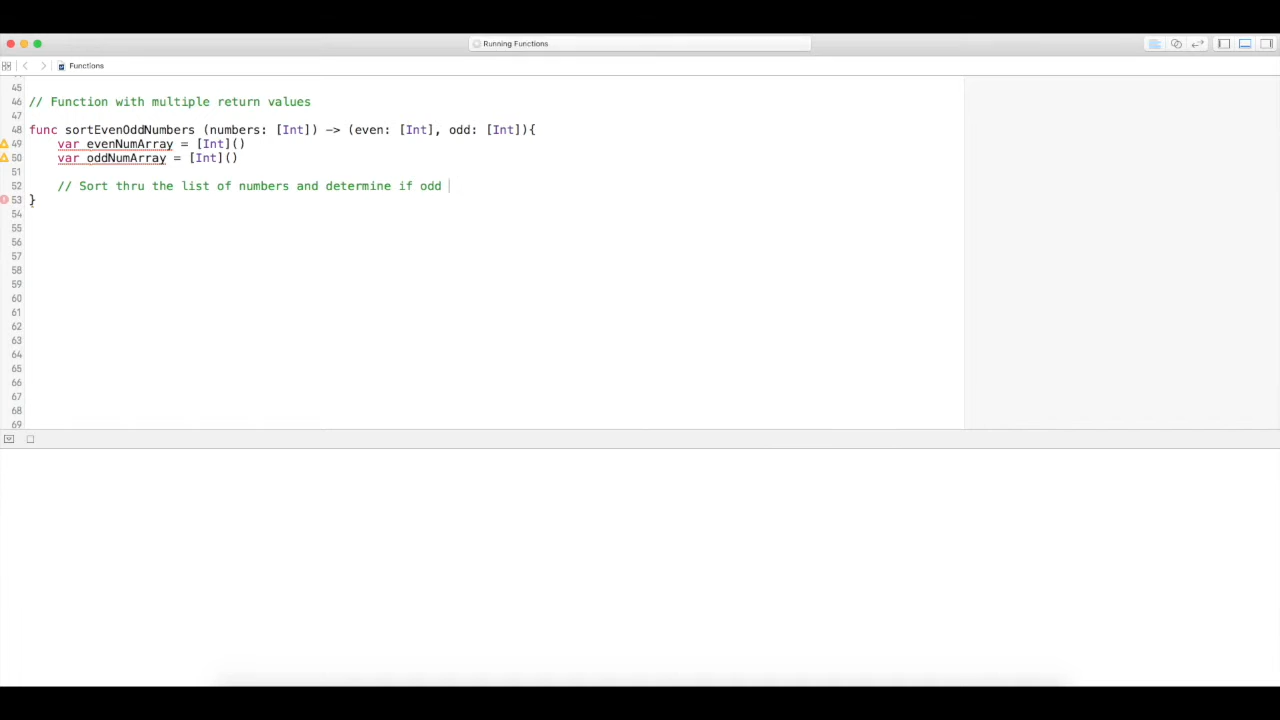 Running Functions
Functions
45
46 // Function with multiple return values
47
48 func sortEvenOddNumbers (numbers: [Int]) -> (even: [Int], odd: [Int]){
49 var evenNumArray = [Int]()
50 var oddNumArray = [Int]()
51
52 // Sort thru the list of numbers and determine if odd
53 }
54
55
56
57
58
59
60
61
62
63
64
65
66
67
68
69